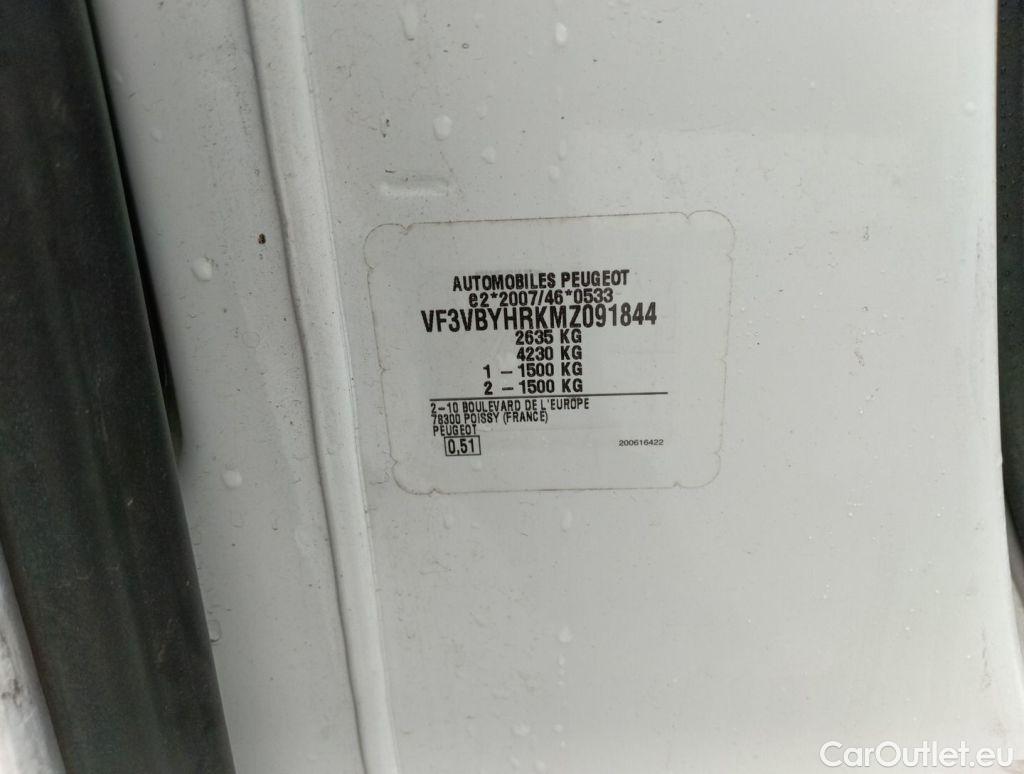 AUTOMOBILES PEUGEOT
e2*2007/46*0533
VF3VBYHRKMZ091844
2635 KG
4230 KG
1 – 1500 KG
2 – 1500 KG
2–10 BOULEVARD DE L'EUROPE
78300 POISSY (FRANCE)
PEUGEOT
0,51
200616422
CarOutlet.eu